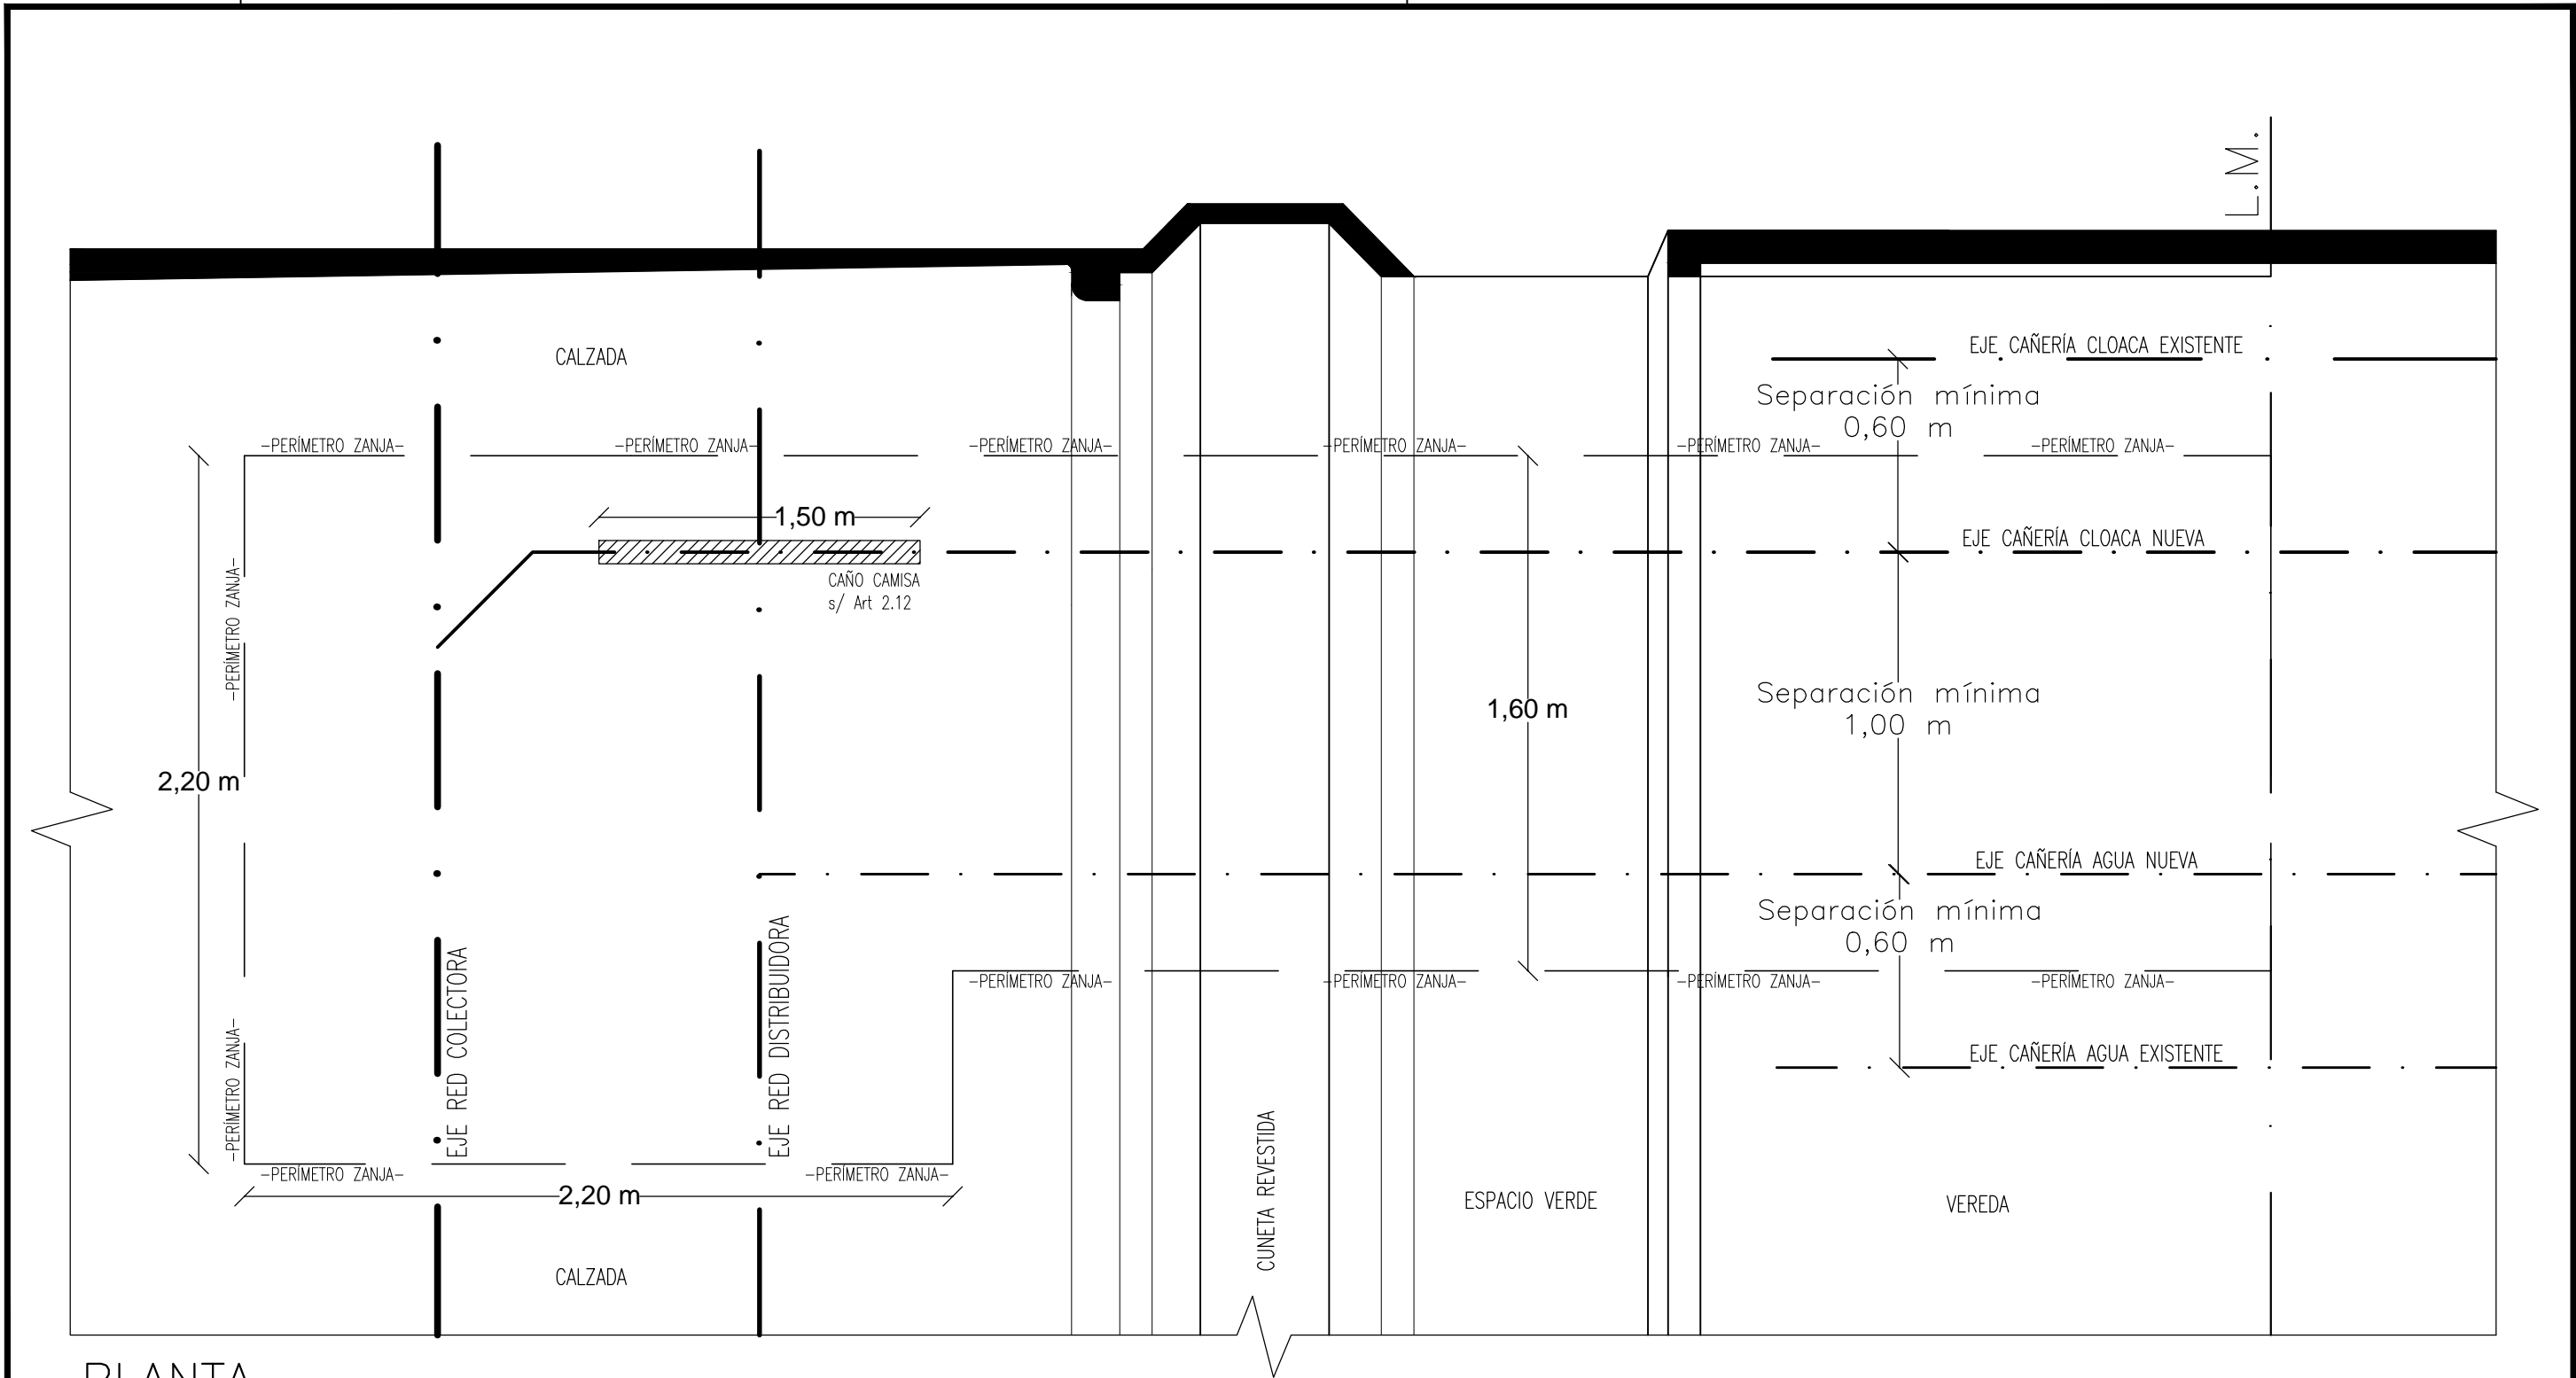 L.M.
EJE CAÑERÍA CLOACA EXISTENTE
CALZADA
Separación mínima
0,60 m
-PERÍMETRO ZANJA-
-PERÍMETRO ZANJA-
-PERÍMETRO ZANJA-
-PERÍMETRO ZANJA-
-PERÍMETRO ZANJA-
-PERÍMETRO ZANJA-
1,50 m
EJE CAÑERÍA CLOACA NUEVA
CAÑO CAMISA
s/ Art 2.12
-PERÍMETRO ZANJA-
Separación mínima
1,00 m
1,60 m
2,20 m
EJE CAÑERÍA AGUA NUEVA
Separación mínima
0,60 m
EJE RED COLECTORA
EJE RED DISTRIBUIDORA
-PERÍMETRO ZANJA-
-PERÍMETRO ZANJA-
-PERÍMETRO ZANJA-
-PERÍMETRO ZANJA-
-PERÍMETRO ZANJA-
EJE CAÑERÍA AGUA EXISTENTE
-PERÍMETRO ZANJA-
-PERÍMETRO ZANJA-
2,20 m
CUNETA REVESTIDA
ESPACIO VERDE
VEREDA
CALZADA
PLANTA